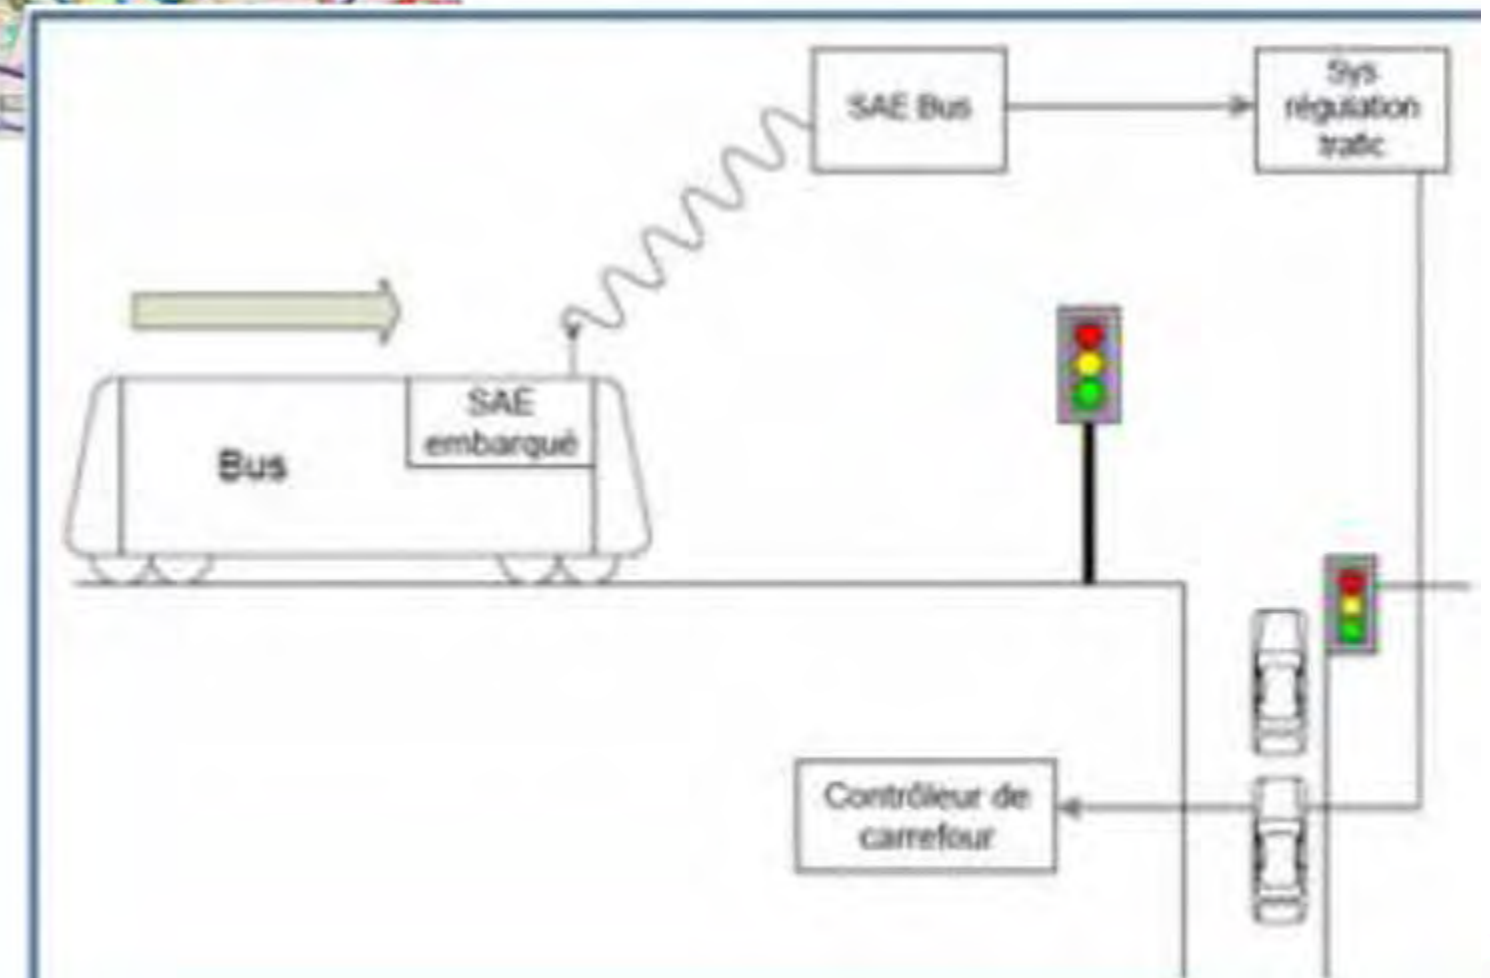 SAE Bus
Sys
régulation
trafic
SAE
embarqué
Bus
Contrôleur de
carrefour